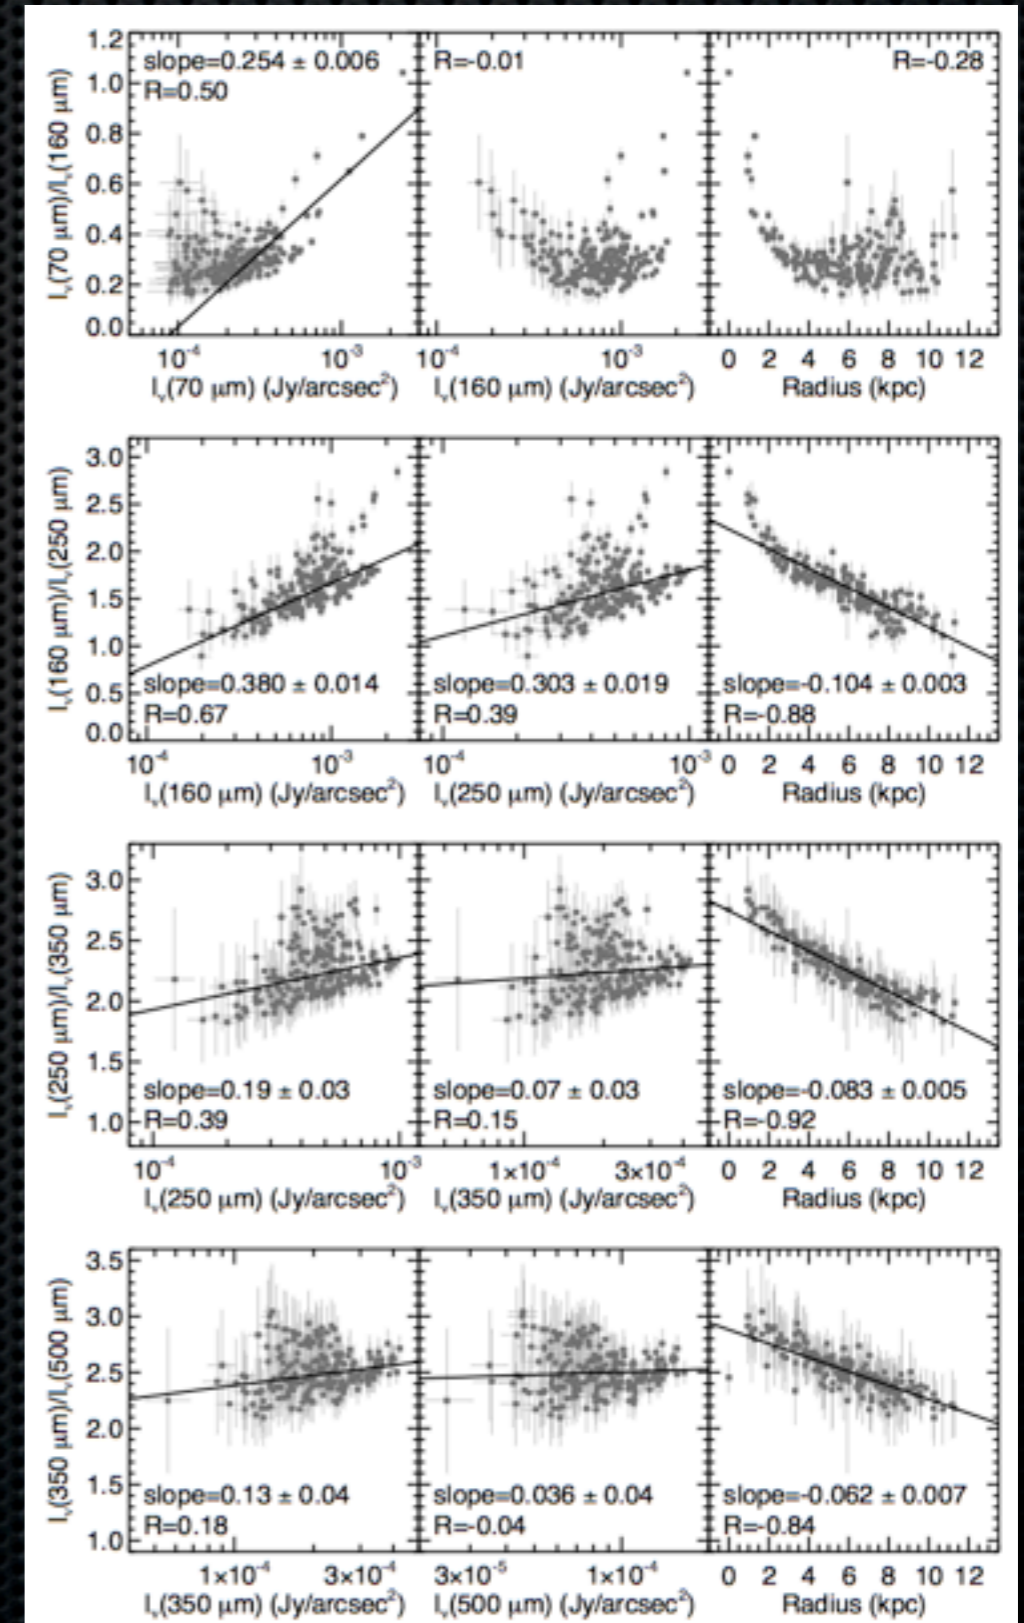 slope=0.254 ± 0.006
R=0.50
R=-0.01
R=-0.28
1.2
1.0
0.8
0.6
0.4
0.2
0.0
Iν(70 μm)/Iν(160 μm)
10⁻⁴ 10⁻³
10⁻⁴ 10⁻³
0 2 4 6 8 10 12
Iν(70 μm) (Jy/arcsec²)
Iν(160 μm) (Jy/arcsec²)
Radius (kpc)
3.0
2.5
2.0
1.5
1.0
0.5
0.0
Iν(160 μm)/Iν(250 μm)
slope=0.380 ± 0.014
R=0.67
slope=0.303 ± 0.019
R=0.39
slope=-0.104 ± 0.003
R=-0.88
10⁻⁴ 10⁻³
10⁻⁴ 10⁻³
0 2 4 6 8 10 12
Iν(160 μm) (Jy/arcsec²)
Iν(250 μm) (Jy/arcsec²)
Radius (kpc)
3.0
2.5
2.0
1.5
1.0
Iν(250 μm)/Iν(350 μm)
slope=0.19 ± 0.03
R=0.39
slope=0.07 ± 0.03
R=0.15
slope=-0.083 ± 0.005
R=-0.92
10⁻⁴ 10⁻³
1×10⁻⁴ 3×10⁻⁴
0 2 4 6 8 10 12
Iν(250 μm) (Jy/arcsec²)
Iν(350 μm) (Jy/arcsec²)
Radius (kpc)
3.5
3.0
2.5
2.0
1.5
1.0
Iν(350 μm)/Iν(500 μm)
slope=0.13 ± 0.04
R=0.18
slope=0.036 ± 0.04
R=-0.04
slope=-0.062 ± 0.007
R=-0.84
1×10⁻⁴ 3×10⁻⁴
3×10⁻⁵ 1×10⁻⁴
0 2 4 6 8 10 12
Iν(350 μm) (Jy/arcsec²)
Iν(500 μm) (Jy/arcsec²)
Radius (kpc)